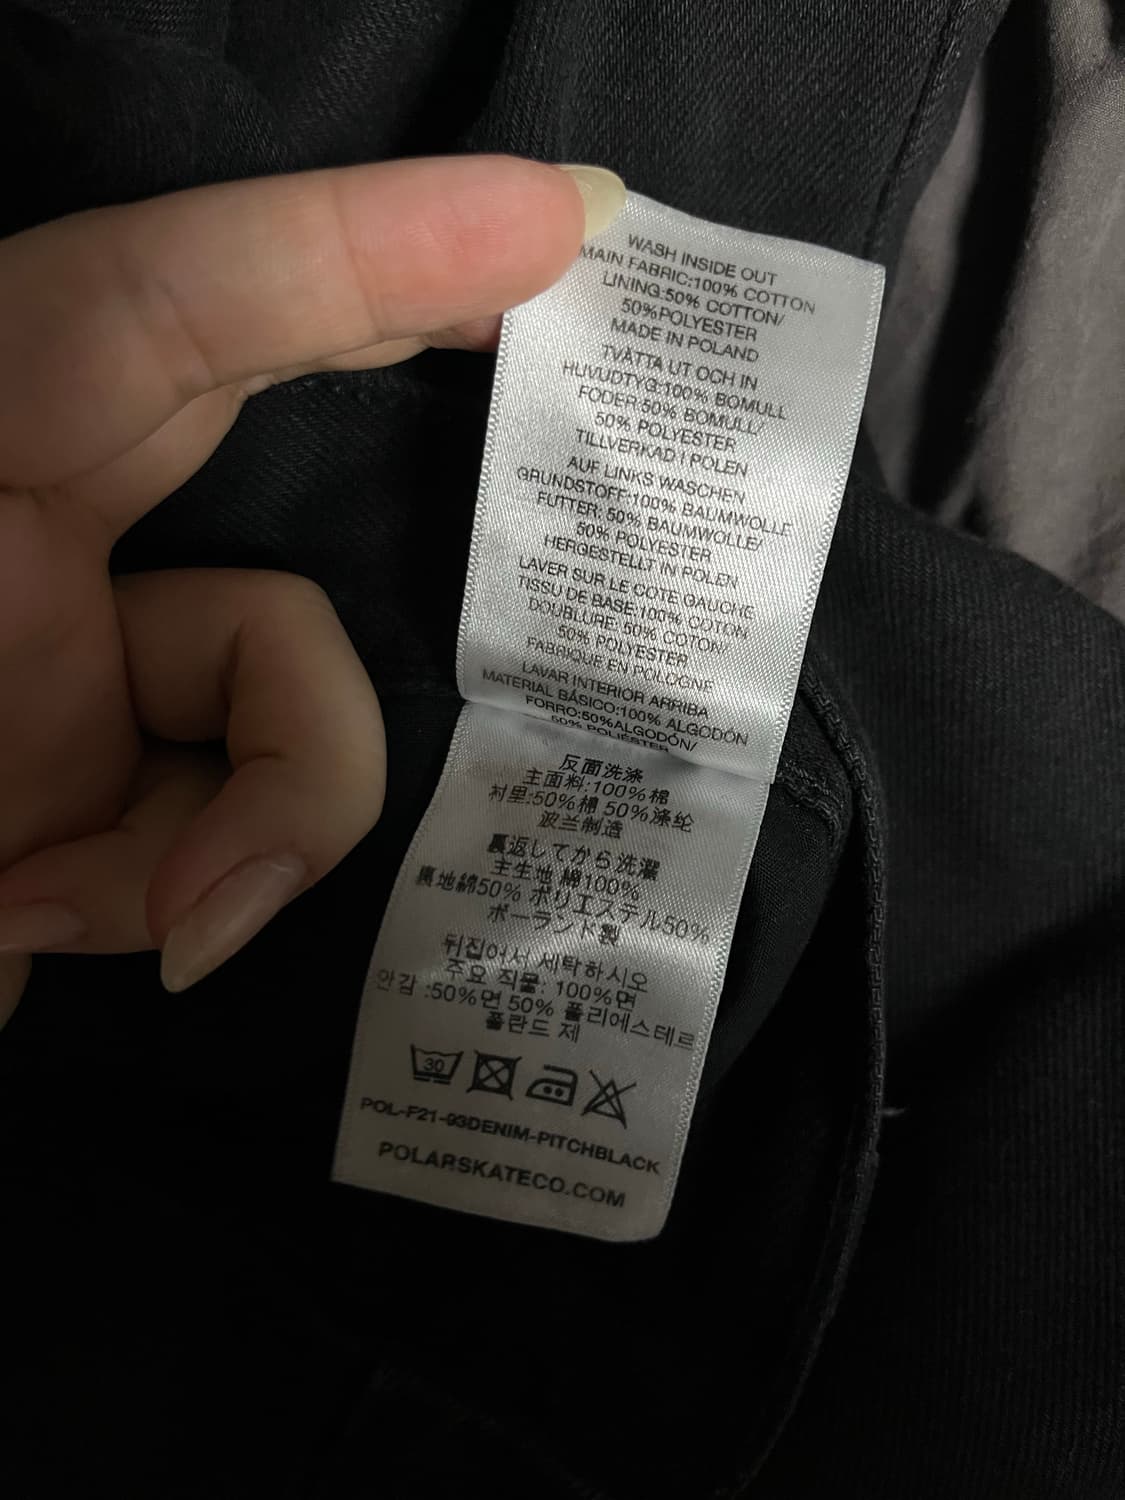 WASH INSIDE OUT
MAIN FABRIC:100% COTTON
LINING:50% COTTON/
50%POLYESTER
MADE IN POLAND
TVÄTTA UT OCH IN
HUVUDTYG:100% BOMULL
FODER:50% BOMULL/
50% POLYESTER
TILLVERKAD I POLEN
AUF LINKS WASCHEN
GRUNDSTOFF:100% BAUMWOLLE
FUTTER: 50% BAUMWOLLE/
50% POLYESTER
HERGESTELLT IN POLEN
LAVER SUR LE COTE GAUCHE
TISSU DE BASE:100% COTON
DOUBLURE: 50% COTON/
50% POLYESTER
FABRIQUE EN POLOGNE
LAVAR INTERIOR ARRIBA
MATERIAL BÁSICO:100% ALGODÓN
FORRO:50%ALGODÓN/
50% POLIÉSTER
反面洗涤
主面料:100%棉
衬里:50%棉 50%涤纶
波兰制造
裏返してから洗濯
主生地 綿100%
裏地綿50% ポリエステル50%
ポーランド製
뒤집어서 세탁하시오
주요 직물: 100%면
안감 :50%면 50% 폴리에스테르
폴란드 제
30
POL-F21-93DENIM-PITCHBLACK
POLARSKATECO.COM